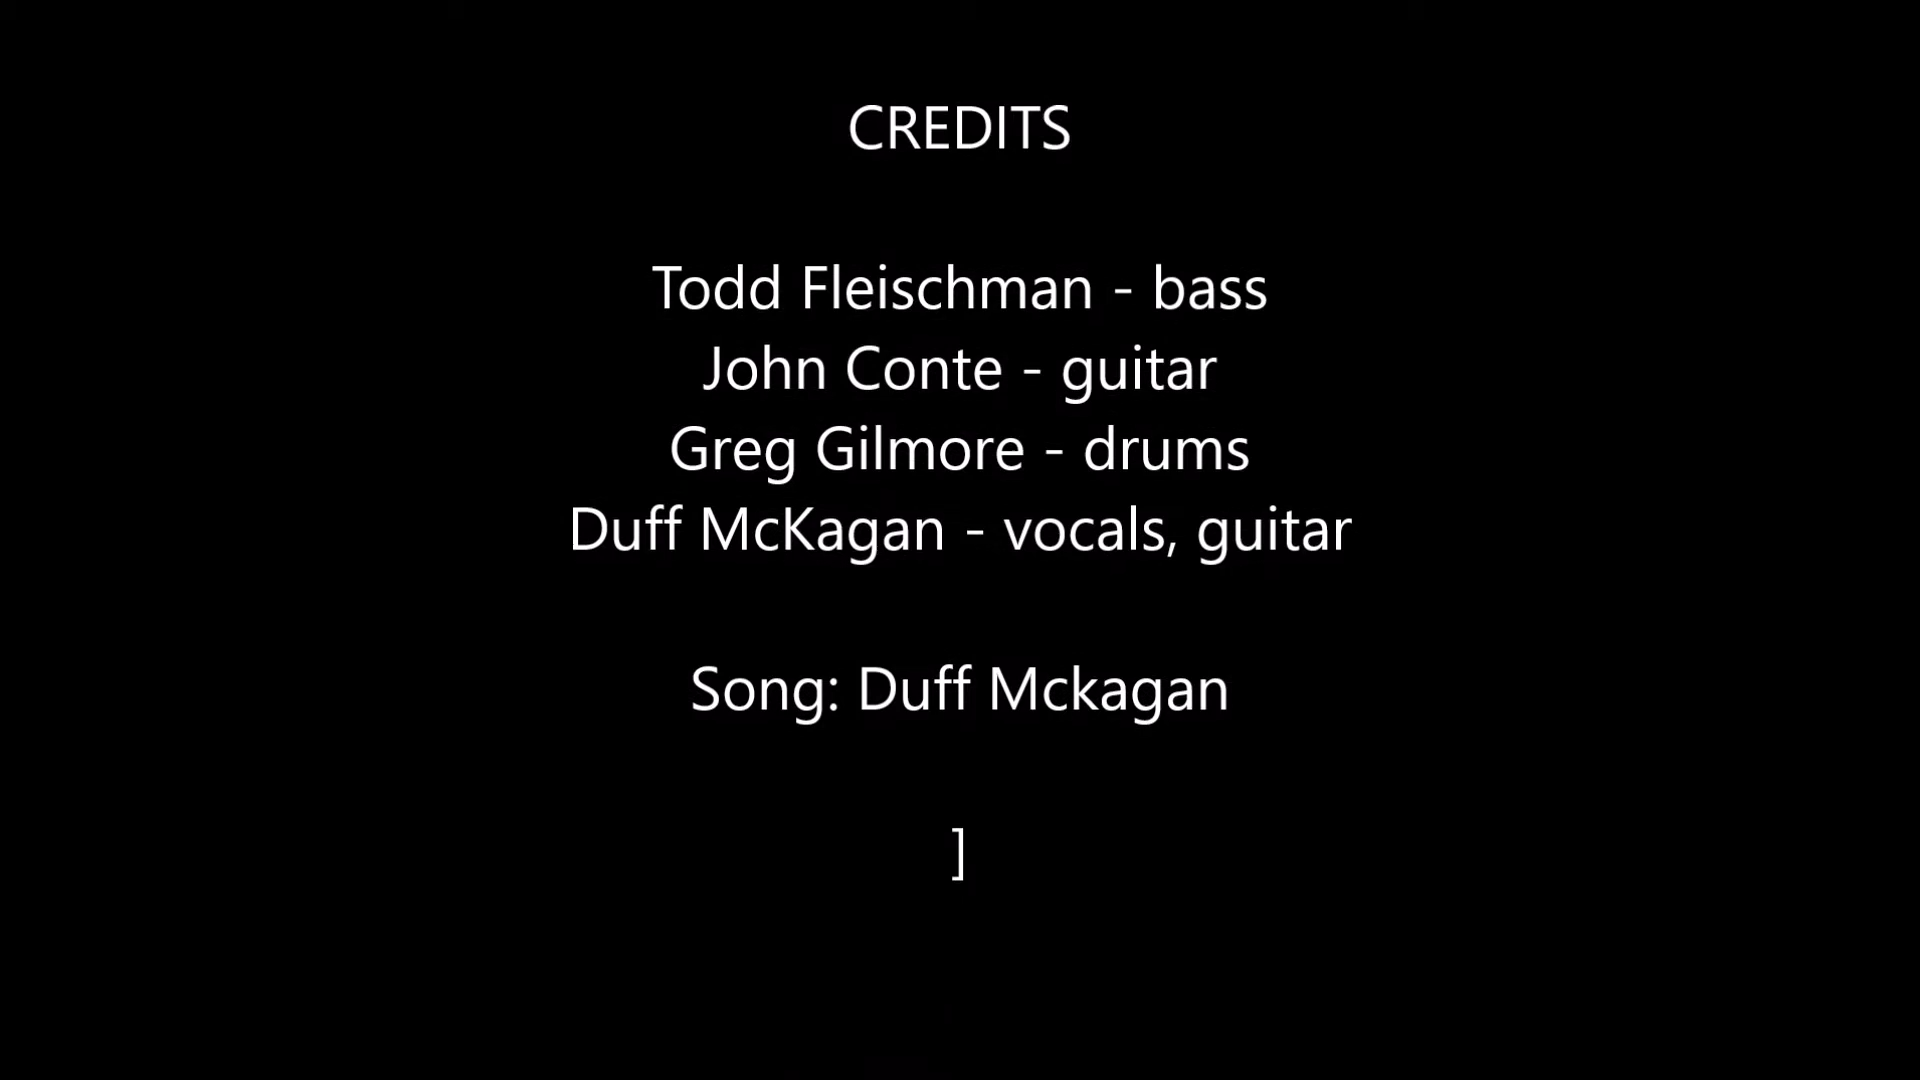 CREDITS
Todd Fleischman - bass
John Conte - guitar
Greg Gilmore - drums
Duff McKagan - vocals, guitar
Song: Duff Mckagan
]